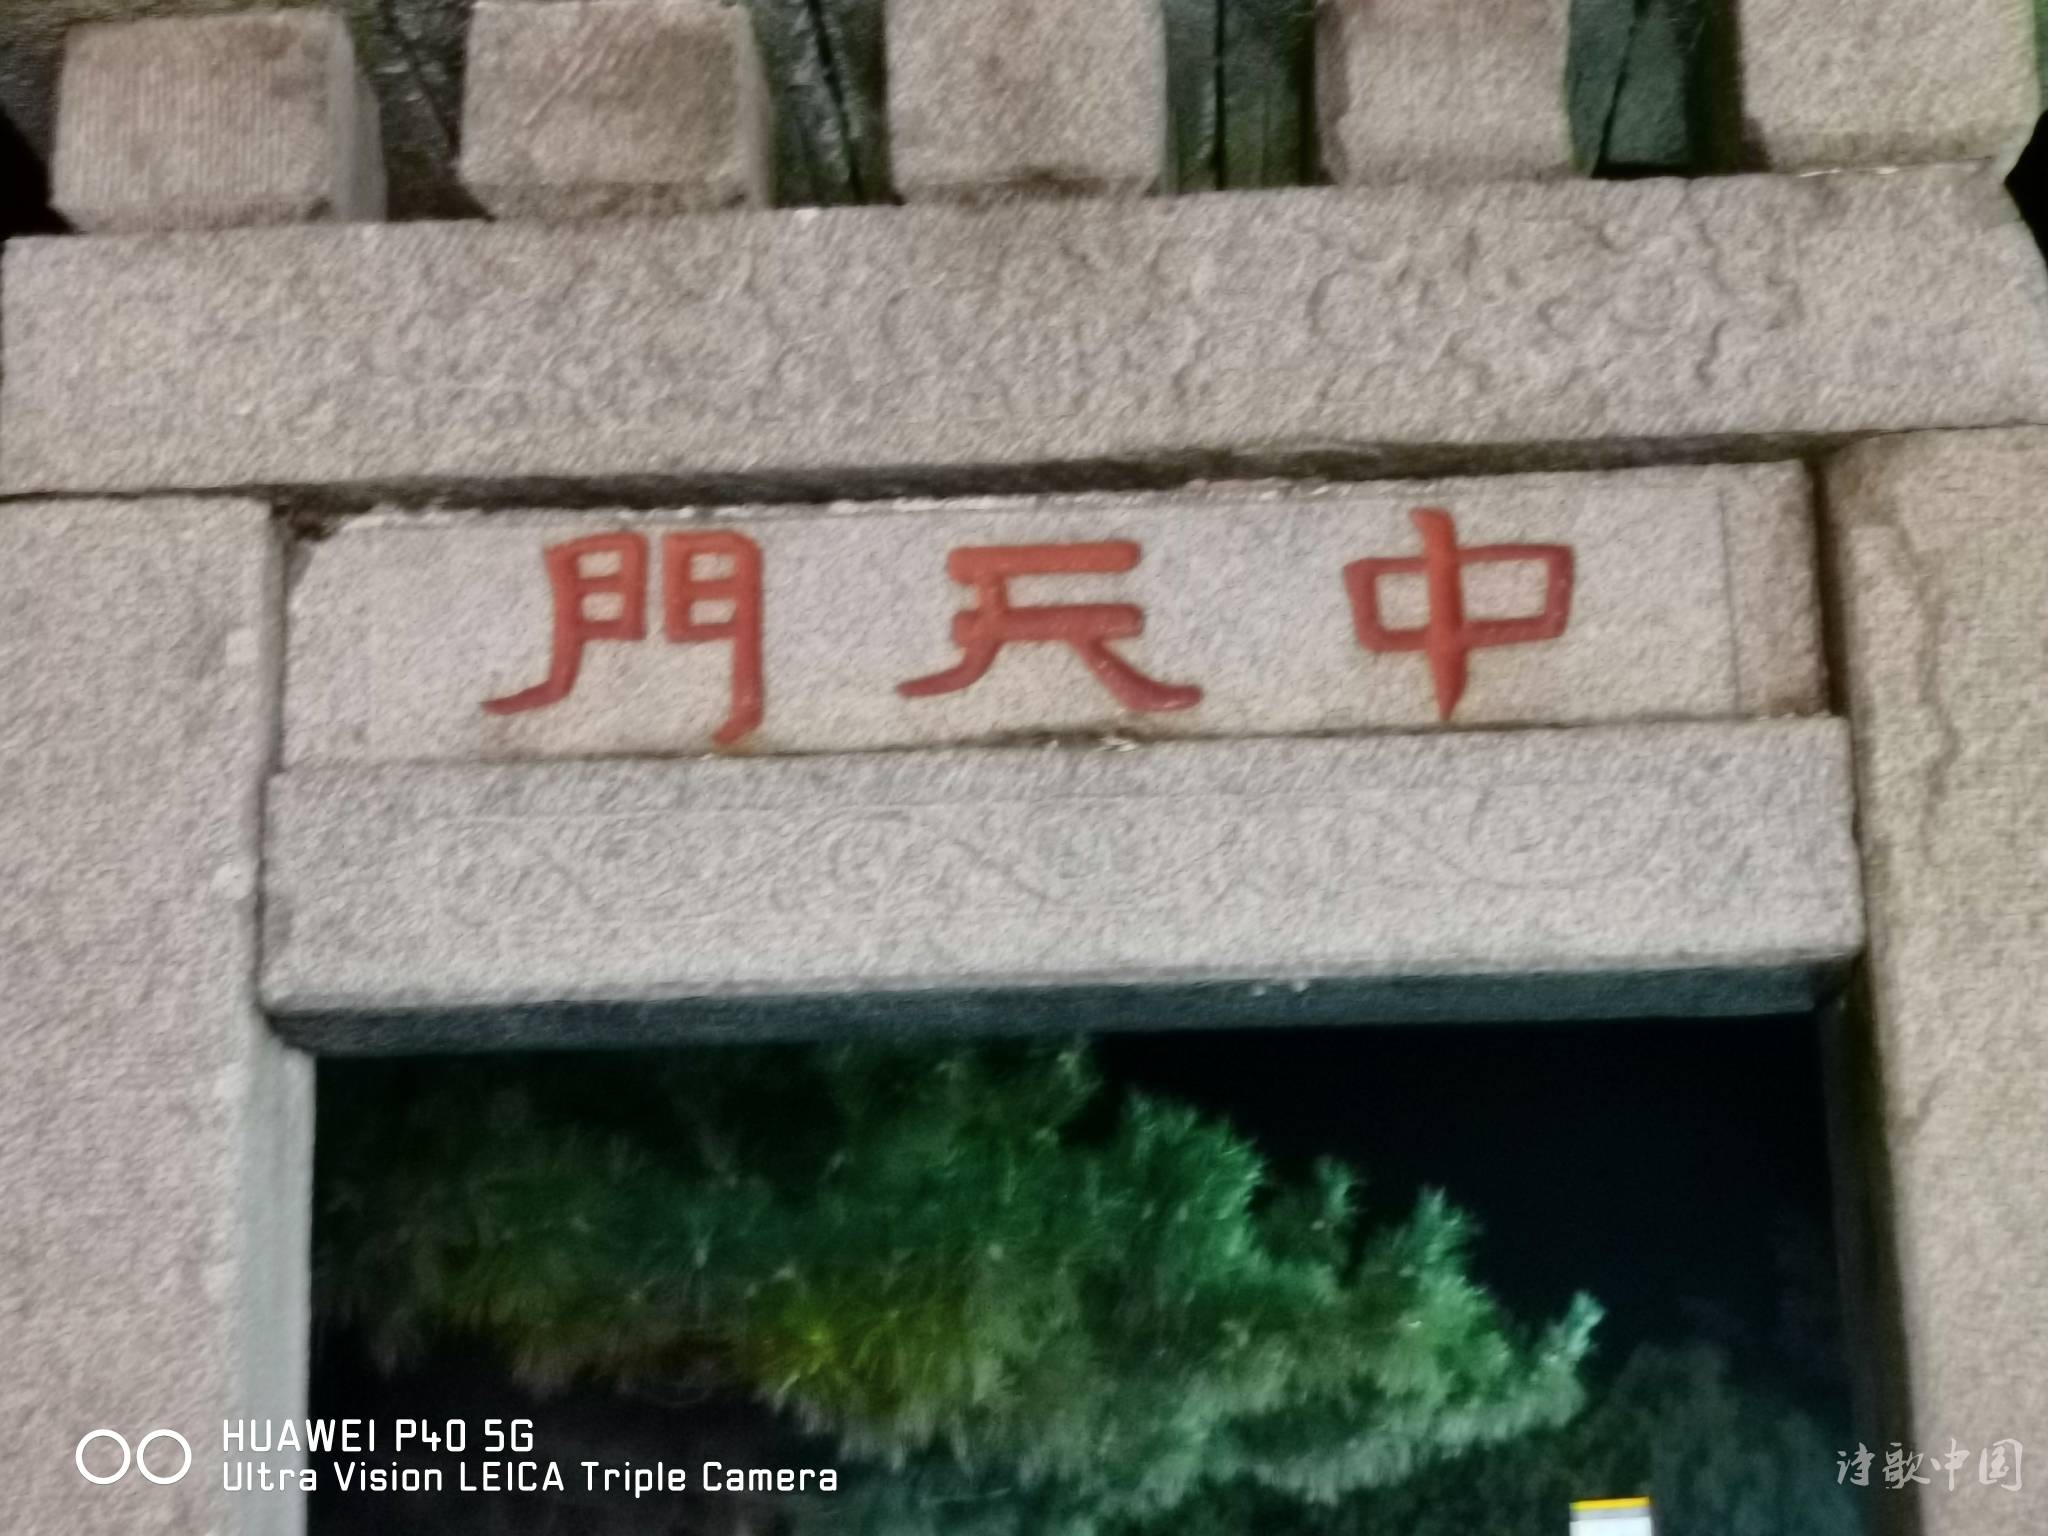 中天門
HUAWEI P40 5G
Ultra Vision LEICA Triple Camera
诗歌中国